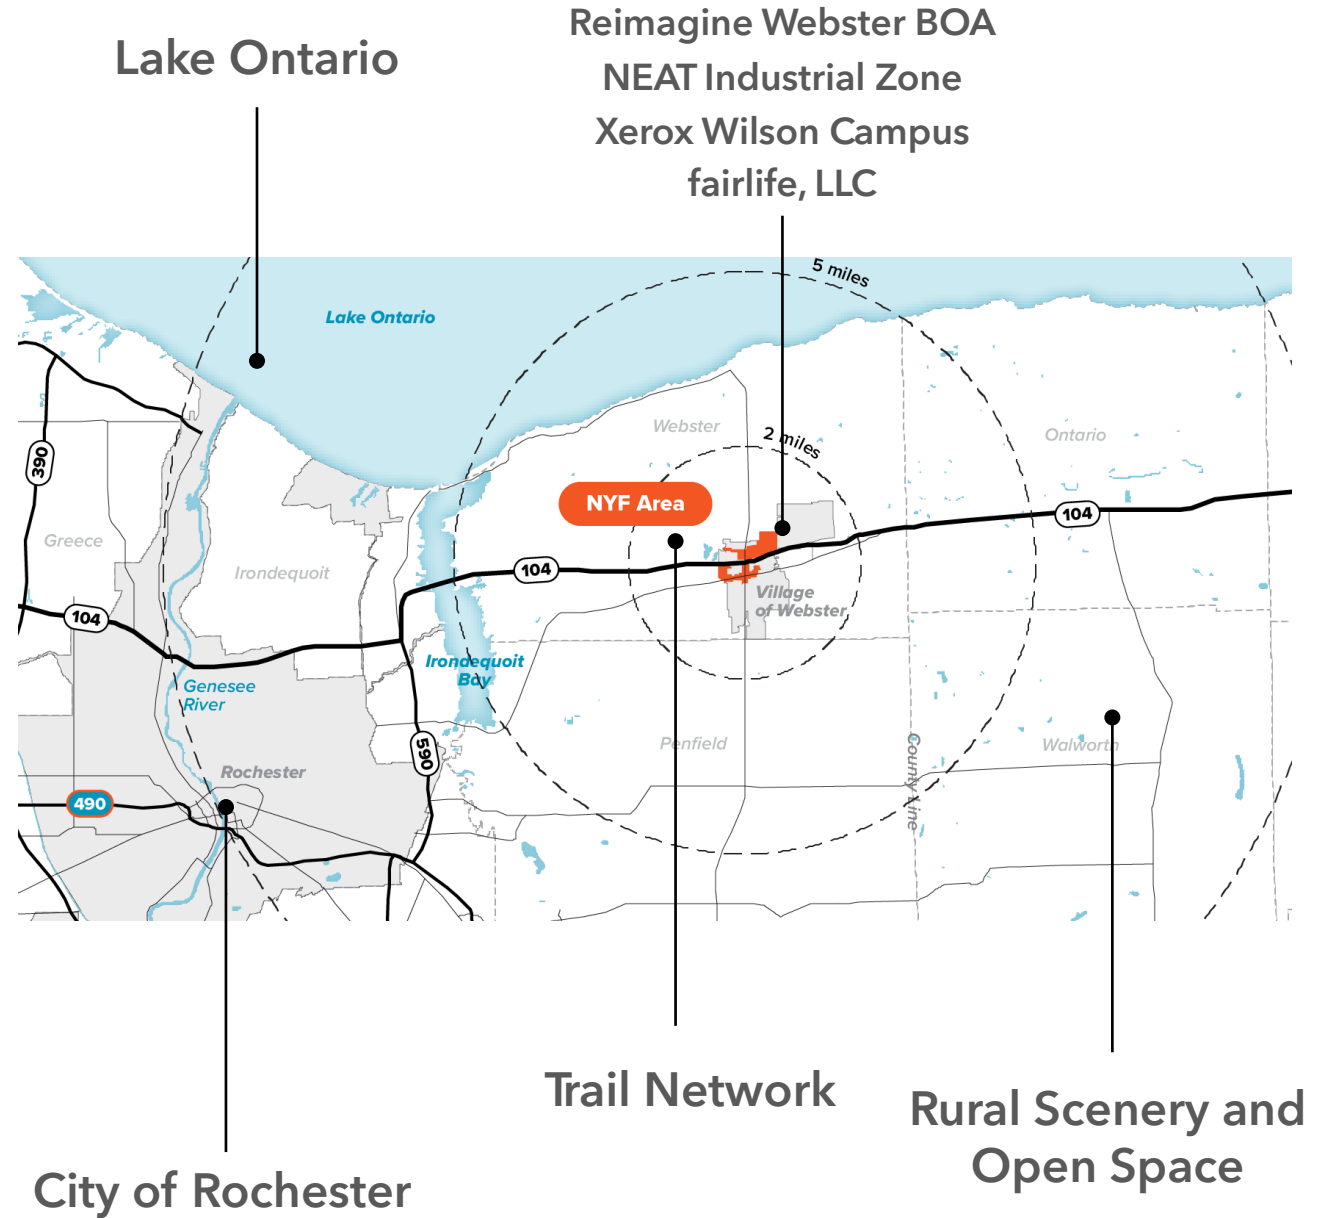 Reimagine Webster BOA
Lake Ontario
NEAT Industrial Zone
Xerox Wilson Campus
fairlife, LLC
5 miles
Lake Ontario
Webster
2 miles
Ontario
390
NYF Area
104
Greece
Irondequoit
104
104
Village
of Webster
Irondequoit
Bay
Genesee
River
Penfield
Walworth
County Line
590
Rochester
490
Trail Network
Rural Scenery and
Open Space
City of Rochester